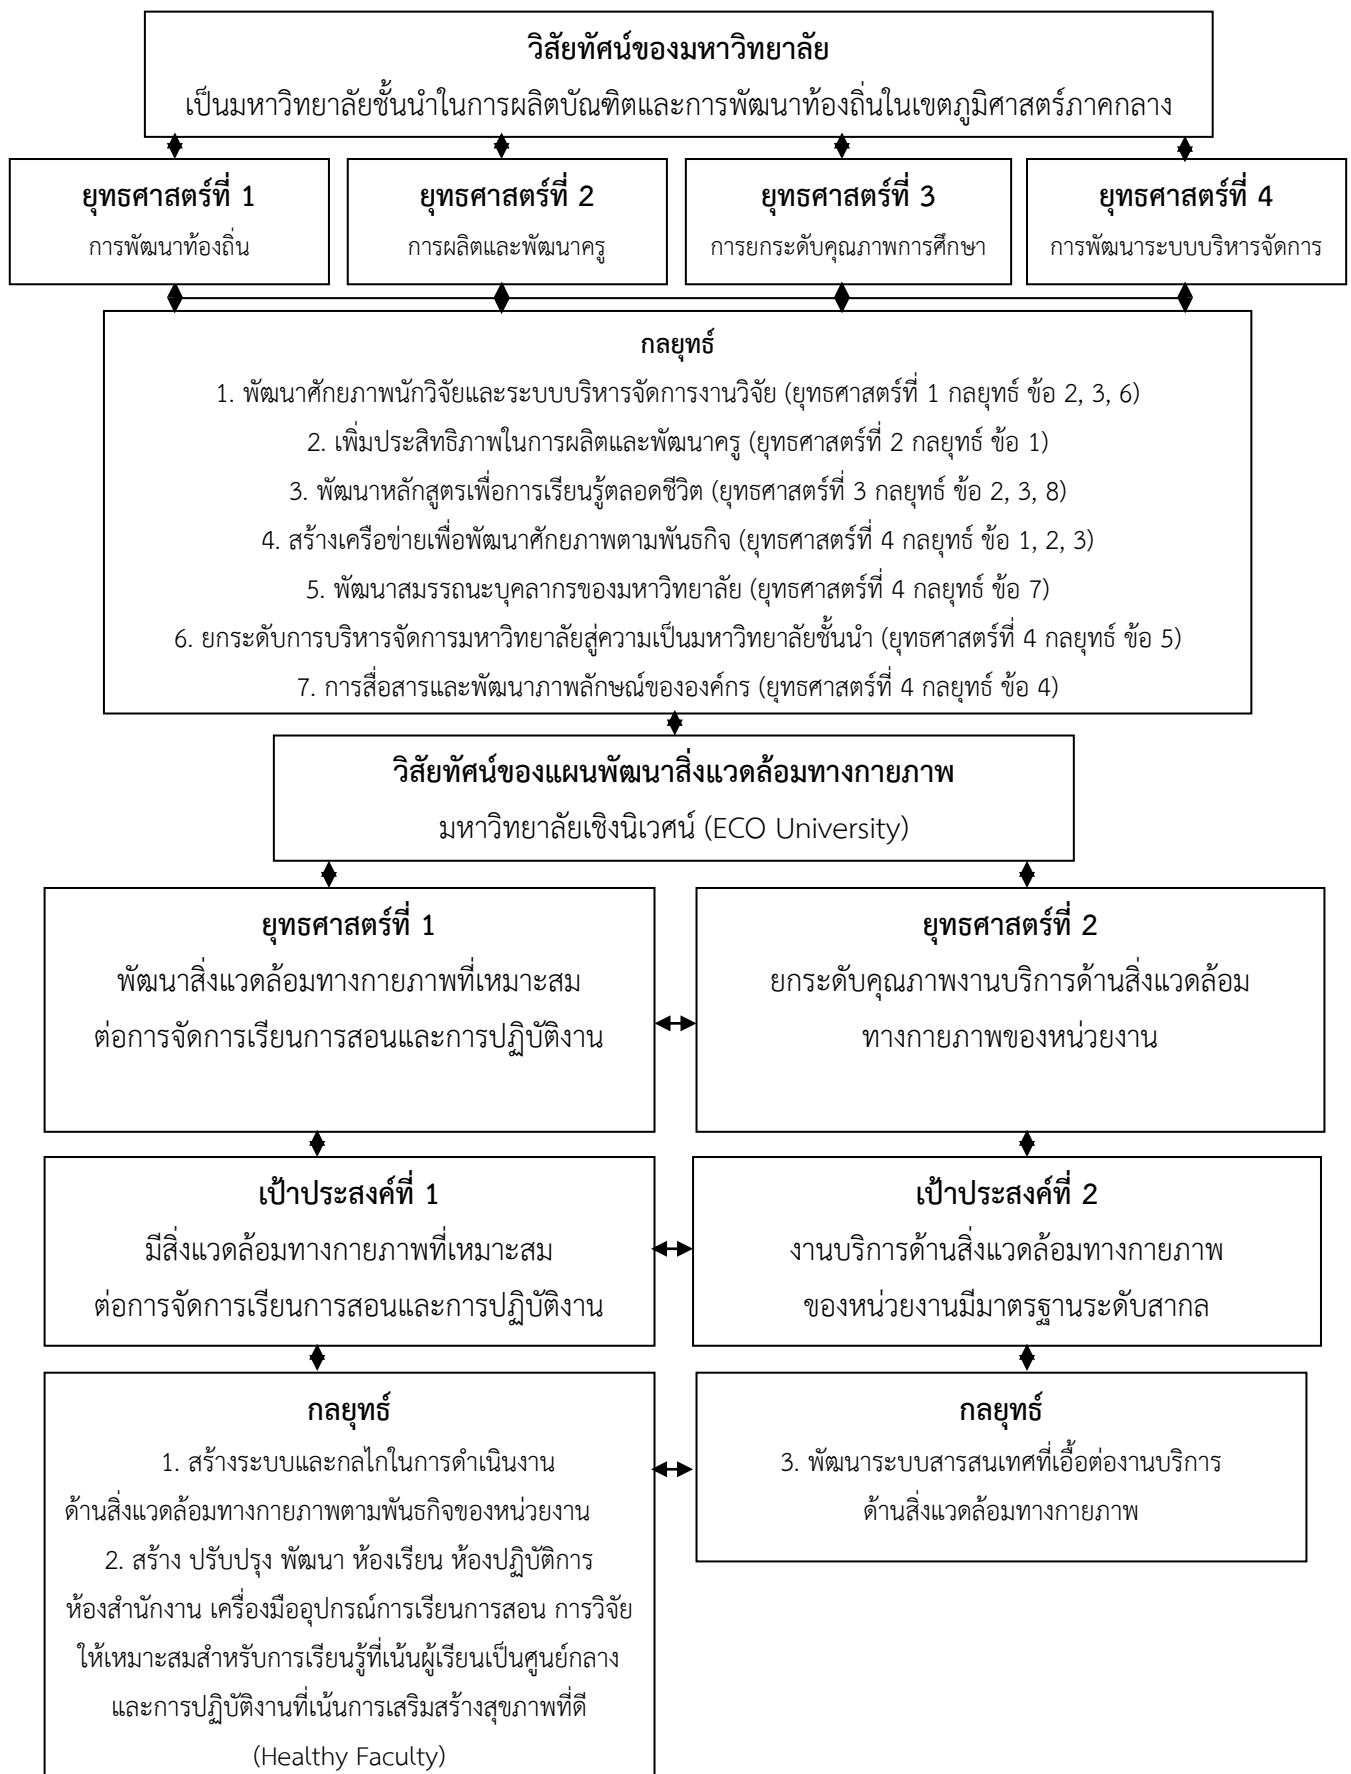 วิสัยทัศน์ของมหาวิทยาลัย
เป็นมหาวิทยาลัยชั้นนำในการผลิตบัณฑิตและการพัฒนาท้องถิ่นในเขตภูมิศาสตร์ภาคกลาง
ยุทธศาสตร์ที่ 1
การพัฒนาท้องถิ่น
ยุทธศาสตร์ที่ 2
การผลิตและพัฒนาครู
ยุทธศาสตร์ที่ 3
การยกระดับคุณภาพการศึกษา
ยุทธศาสตร์ที่ 4
การพัฒนาระบบบริหารจัดการ
กลยุทธ์
1. พัฒนาศักยภาพนักวิจัยและระบบบริหารจัดการงานวิจัย (ยุทธศาสตร์ที่ 1 กลยุทธ์ ข้อ 2, 3, 6)
2. เพิ่มประสิทธิภาพในการผลิตและพัฒนาครู (ยุทธศาสตร์ที่ 2 กลยุทธ์ ข้อ 1)
3. พัฒนาหลักสูตรเพื่อการเรียนรู้ตลอดชีวิต (ยุทธศาสตร์ที่ 3 กลยุทธ์ ข้อ 2, 3, 8)
4. สร้างเครือข่ายเพื่อพัฒนาศักยภาพตามพันธกิจ (ยุทธศาสตร์ที่ 4 กลยุทธ์ ข้อ 1, 2, 3)
5. พัฒนาสมรรถนะบุคลากรของมหาวิทยาลัย (ยุทธศาสตร์ที่ 4 กลยุทธ์ ข้อ 7)
6. ยกระดับการบริหารจัดการมหาวิทยาลัยสู่ความเป็นมหาวิทยาลัยชั้นนำ (ยุทธศาสตร์ที่ 4 กลยุทธ์ ข้อ 5)
7. การสื่อสารและพัฒนาภาพลักษณ์ขององค์กร (ยุทธศาสตร์ที่ 4 กลยุทธ์ ข้อ 4)
วิสัยทัศน์ของแผนพัฒนาสิ่งแวดล้อมทางกายภาพ
มหาวิทยาลัยเชิงนิเวศน์ (ECO University)
ยุทธศาสตร์ที่ 1
พัฒนาสิ่งแวดล้อมทางกายภาพที่เหมาะสม
ต่อการจัดการเรียนการสอนและการปฏิบัติงาน
ยุทธศาสตร์ที่ 2
ยกระดับคุณภาพงานบริการด้านสิ่งแวดล้อม
ทางกายภาพของหน่วยงาน
เป้าประสงค์ที่ 1
มีสิ่งแวดล้อมทางกายภาพที่เหมาะสม
ต่อการจัดการเรียนการสอนและการปฏิบัติงาน
เป้าประสงค์ที่ 2
งานบริการด้านสิ่งแวดล้อมทางกายภาพ
ของหน่วยงานมีมาตรฐานระดับสากล
กลยุทธ์
1. สร้างระบบและกลไกในการดำเนินงาน
ด้านสิ่งแวดล้อมทางกายภาพตามพันธกิจของหน่วยงาน
2. สร้าง ปรับปรุง พัฒนา ห้องเรียน ห้องปฏิบัติการ
ห้องสำนักงาน เครื่องมืออุปกรณ์การเรียนการสอน การวิจัย
ให้เหมาะสมสำหรับการเรียนรู้ที่เน้นผู้เรียนเป็นศูนย์กลาง
และการปฏิบัติงานที่เน้นการเสริมสร้างสุขภาพที่ดี
(Healthy Faculty)
กลยุทธ์
3. พัฒนาระบบสารสนเทศที่เอื้อต่องานบริการ
ด้านสิ่งแวดล้อมทางกายภาพ